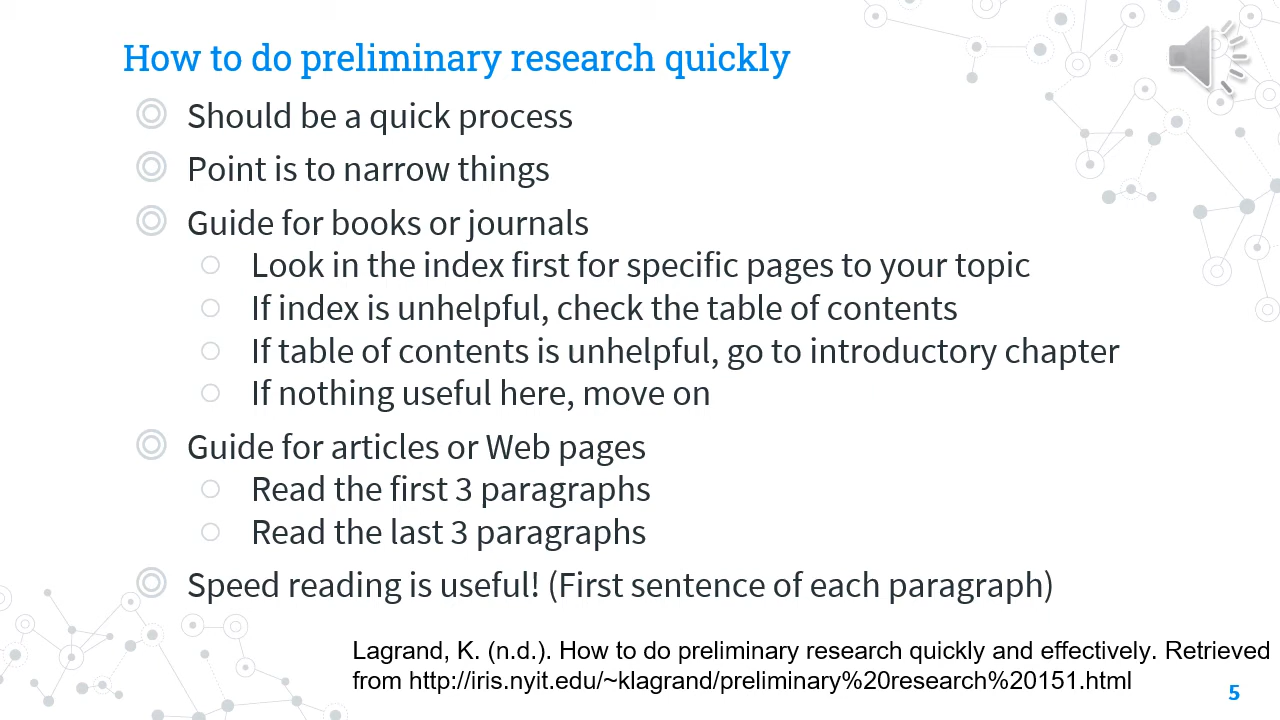 How to do preliminary research quickly
Should be a quick process
Point is to narrow things
Guide for books or journals
Look in the index first for specific pages to your topic
If index is unhelpful, check the table of contents
If table of contents is unhelpful, go to introductory chapter
If nothing useful here, move on
Guide for articles or Web pages
Read the first 3 paragraphs
Read the last 3 paragraphs
Speed reading is useful! (First sentence of each paragraph)
Lagrand, K. (n.d.). How to do preliminary research quickly and effectively. Retrieved
from http://iris.nyit.edu/~klagrand/preliminary%20research%20151.html
5